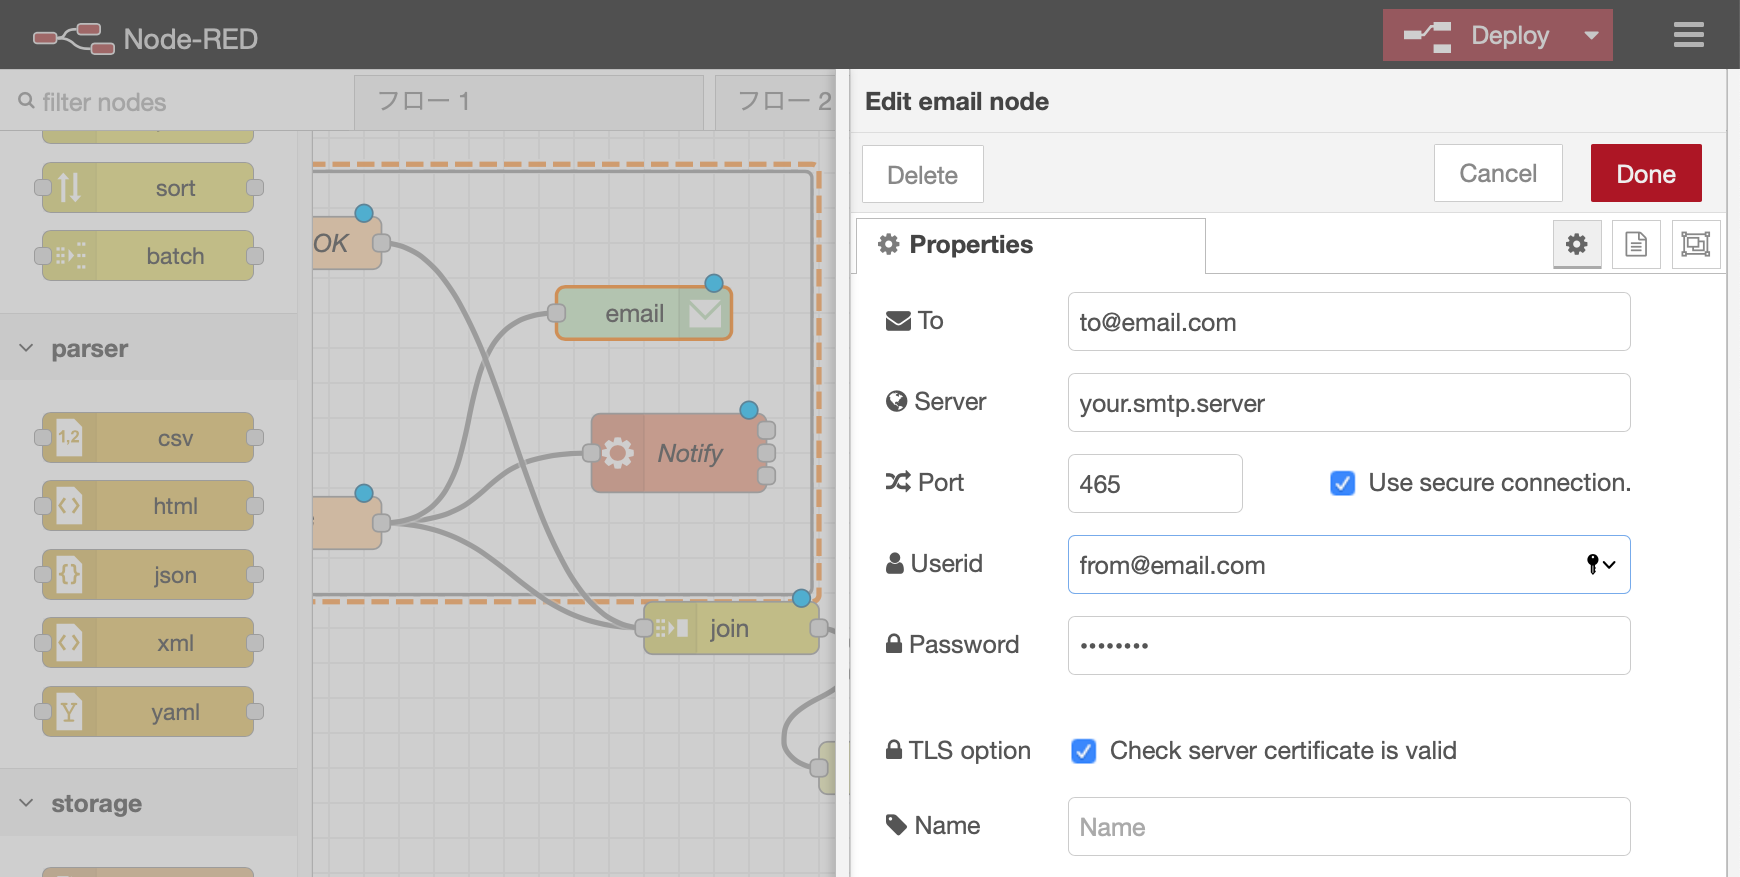 Node-RED
Deploy
filter nodes
フロー 1
フロー 2
Edit email node
Delete
Cancel
Done
Properties
sort
batch
parser
csv
1,2
html
json
xml
yaml
storage
OK
email
Notify
join
To
to@email.com
Server
your.smtp.server
Port
465
Use secure connection.
Userid
from@email.com
Password
••••••••
TLS option
Check server certificate is valid
Name
Name